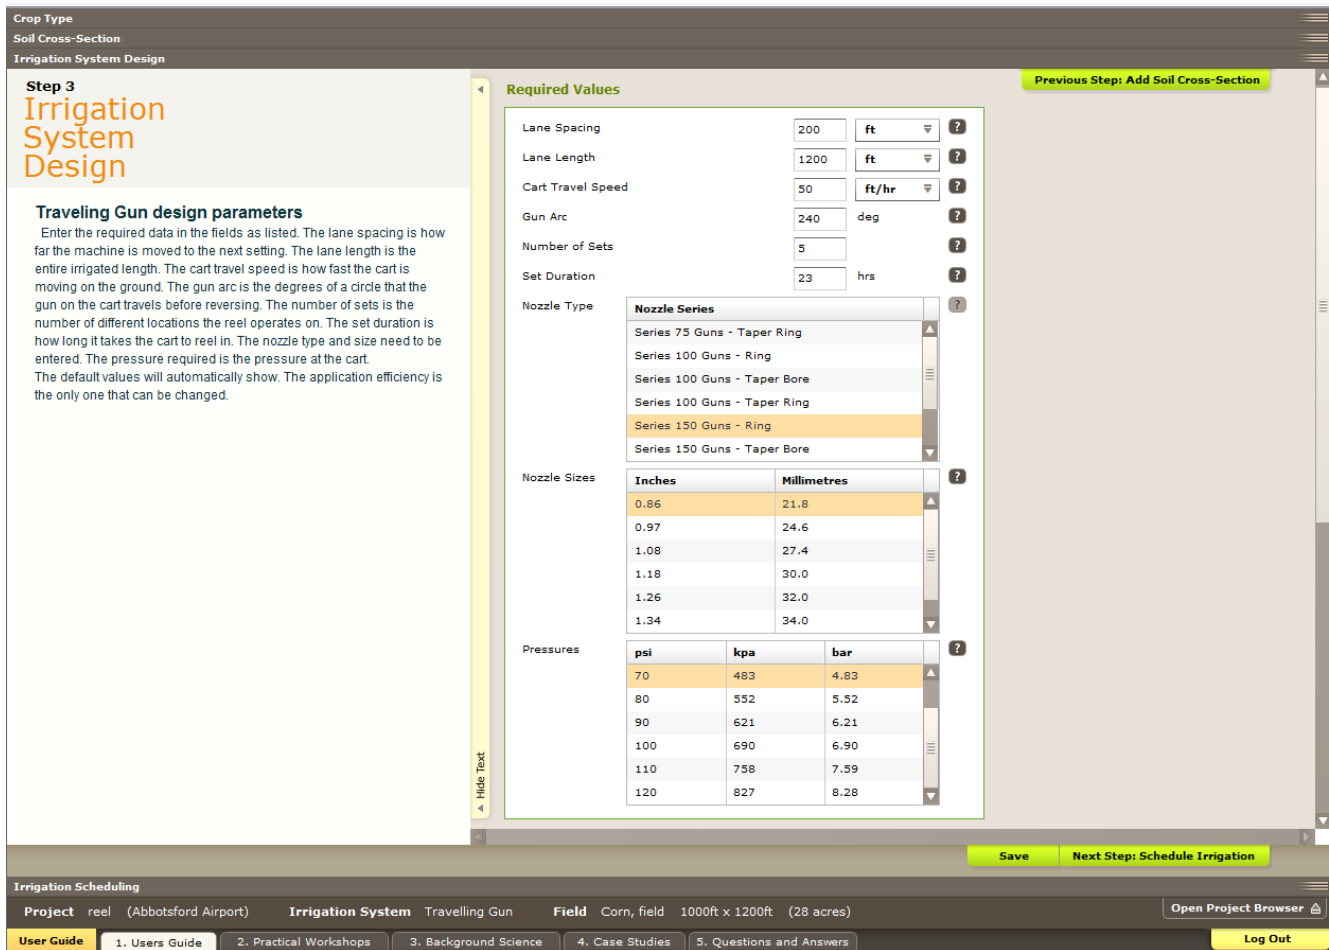 Crop Type
Soil Cross-Section
Irrigation System Design
Step 3
Irrigation
System
Design
Traveling Gun design parameters
Enter the required data in the fields as listed. The lane spacing is how
far the machine is moved to the next setting. The lane length is the
entire irrigated length. The cart travel speed is how fast the cart is
moving on the ground. The gun arc is the degrees of a circle that the
gun on the cart travels before reversing. The number of sets is the
number of different locations the reel operates on. The set duration is
how long it takes the cart to reel in. The nozzle type and size need to be
entered. The pressure required is the pressure at the cart.
The default values will automatically show. The application efficiency is
the only one that can be changed.
Hide Text
Previous Step: Add Soil Cross-Section
Required Values
Lane Spacing 200 ft ?
Lane Length 1200 ft ?
Cart Travel Speed 50 ft/hr ?
Gun Arc 240 deg ?
Number of Sets 5 ?
Set Duration 23 hrs ?
Nozzle Type Nozzle Series ?
Series 75 Guns - Taper Ring
Series 100 Guns - Ring
Series 100 Guns - Taper Bore
Series 100 Guns - Taper Ring
Series 150 Guns - Ring
Series 150 Guns - Taper Bore
Nozzle Sizes Inches Millimetres ?
0.86 21.8
0.97 24.6
1.08 27.4
1.18 30.0
1.26 32.0
1.34 34.0
Pressures psi kpa bar ?
70 483 4.83
80 552 5.52
90 621 6.21
100 690 6.90
110 758 7.59
120 827 8.28
Save Next Step: Schedule Irrigation
Irrigation Scheduling
Project reel (Abbotsford Airport) Irrigation System Travelling Gun Field Corn, field 1000ft x 1200ft (28 acres) Open Project Browser
User Guide 1. Users Guide 2. Practical Workshops 3. Background Science 4. Case Studies 5. Questions and Answers Log Out